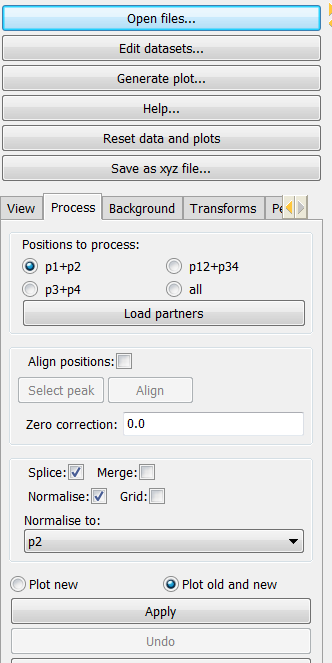 Open files...
Edit datasets...
Generate plot...
Help...
Reset data and plots
Save as xyz file...
View Process Background Transforms
Positions to process:
p1+p2 p12+p34
p3+p4 all
Load partners
Align positions:
Select peak Align
Zero correction: 0.0
Splice: Merge:
Normalise: Grid:
Normalise to:
p2
Plot new Plot old and new
Apply
Undo